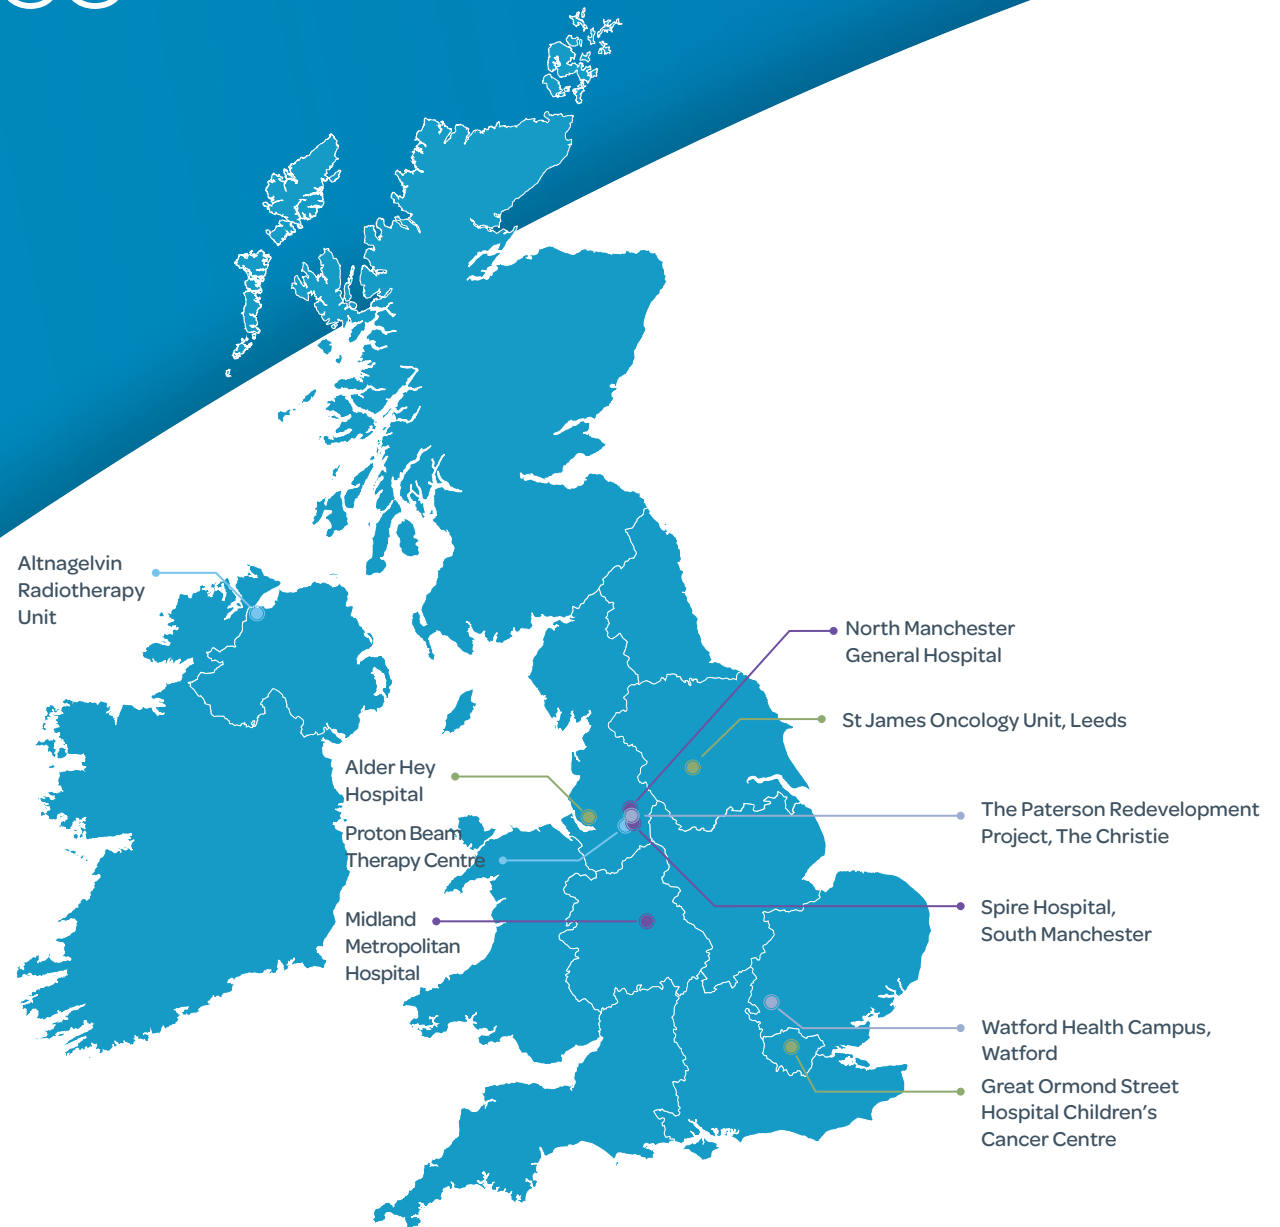 Altnagelvin
Radiotherapy
Unit
North Manchester
General Hospital
St James Oncology Unit, Leeds
Alder Hey
Hospital
Proton Beam
Therapy Centre
The Paterson Redevelopment
Project, The Christie
Midland
Metropolitan
Hospital
Spire Hospital,
South Manchester
Watford Health Campus,
Watford
Great Ormond Street
Hospital Children’s
Cancer Centre